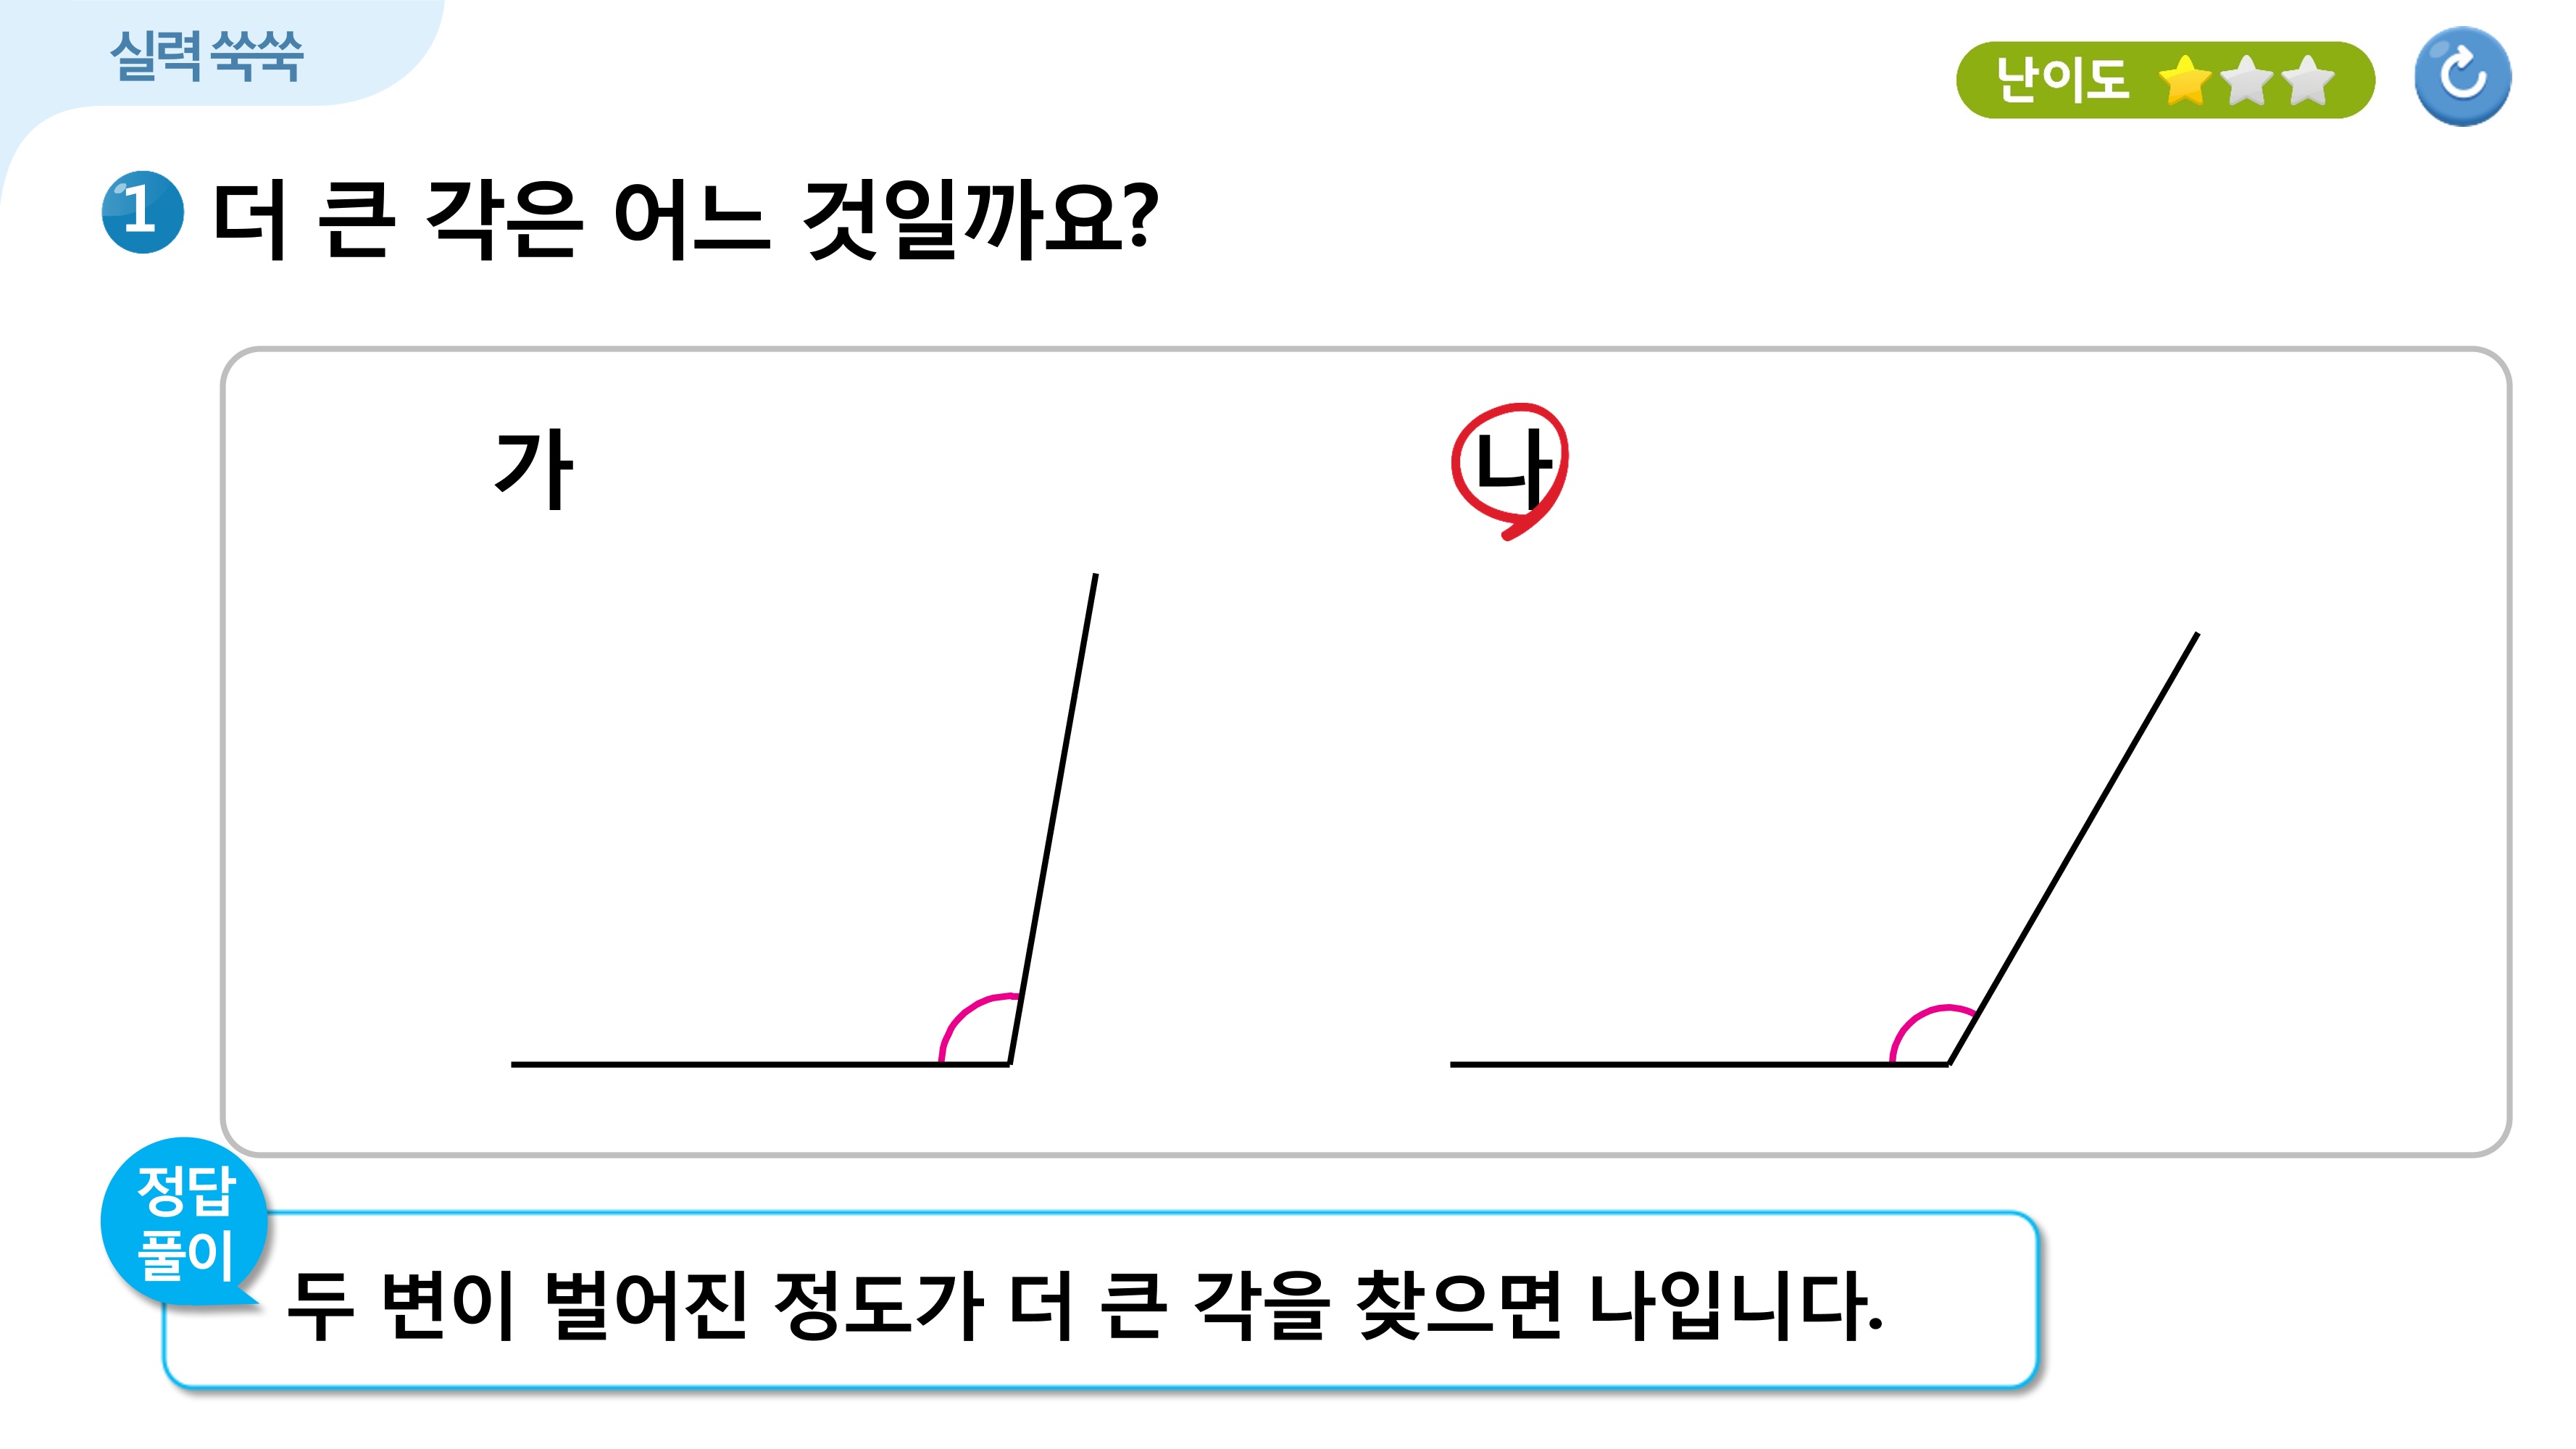 실력 쑥쑥
난이도
1 더 큰 각은 어느 것일까요?
가
나
정답
풀이
두 변이 벌어진 정도가 더 큰 각을 찾으면 나입니다.